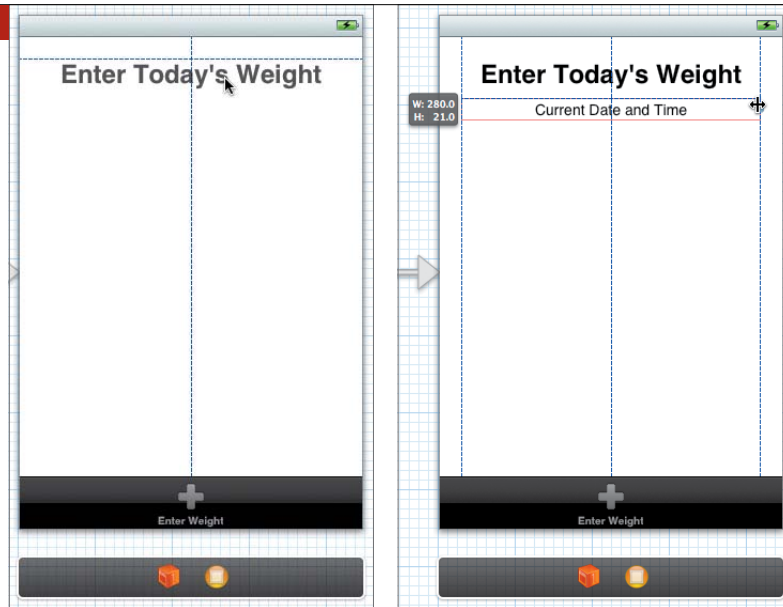 Enter Today's Weight
Enter Weight
Enter Today's Weight
W: 280.0
H: 21.0
Current Date and Time
Enter Weight